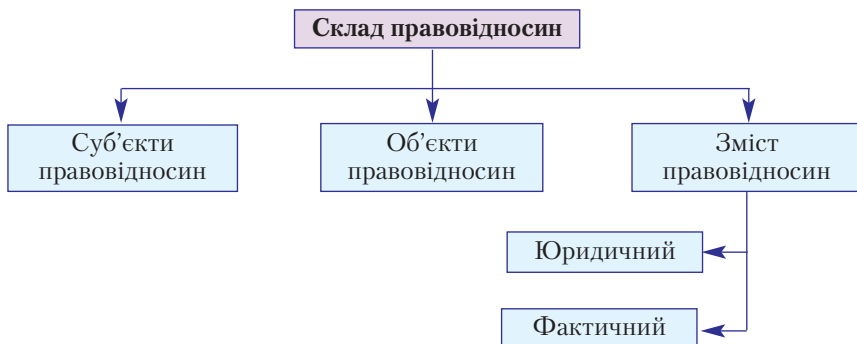 Склад правовідносин
Суб’єкти
правовідносин
Об’єкти
правовідносин
Зміст
правовідносин
Юридичний
Фактичний